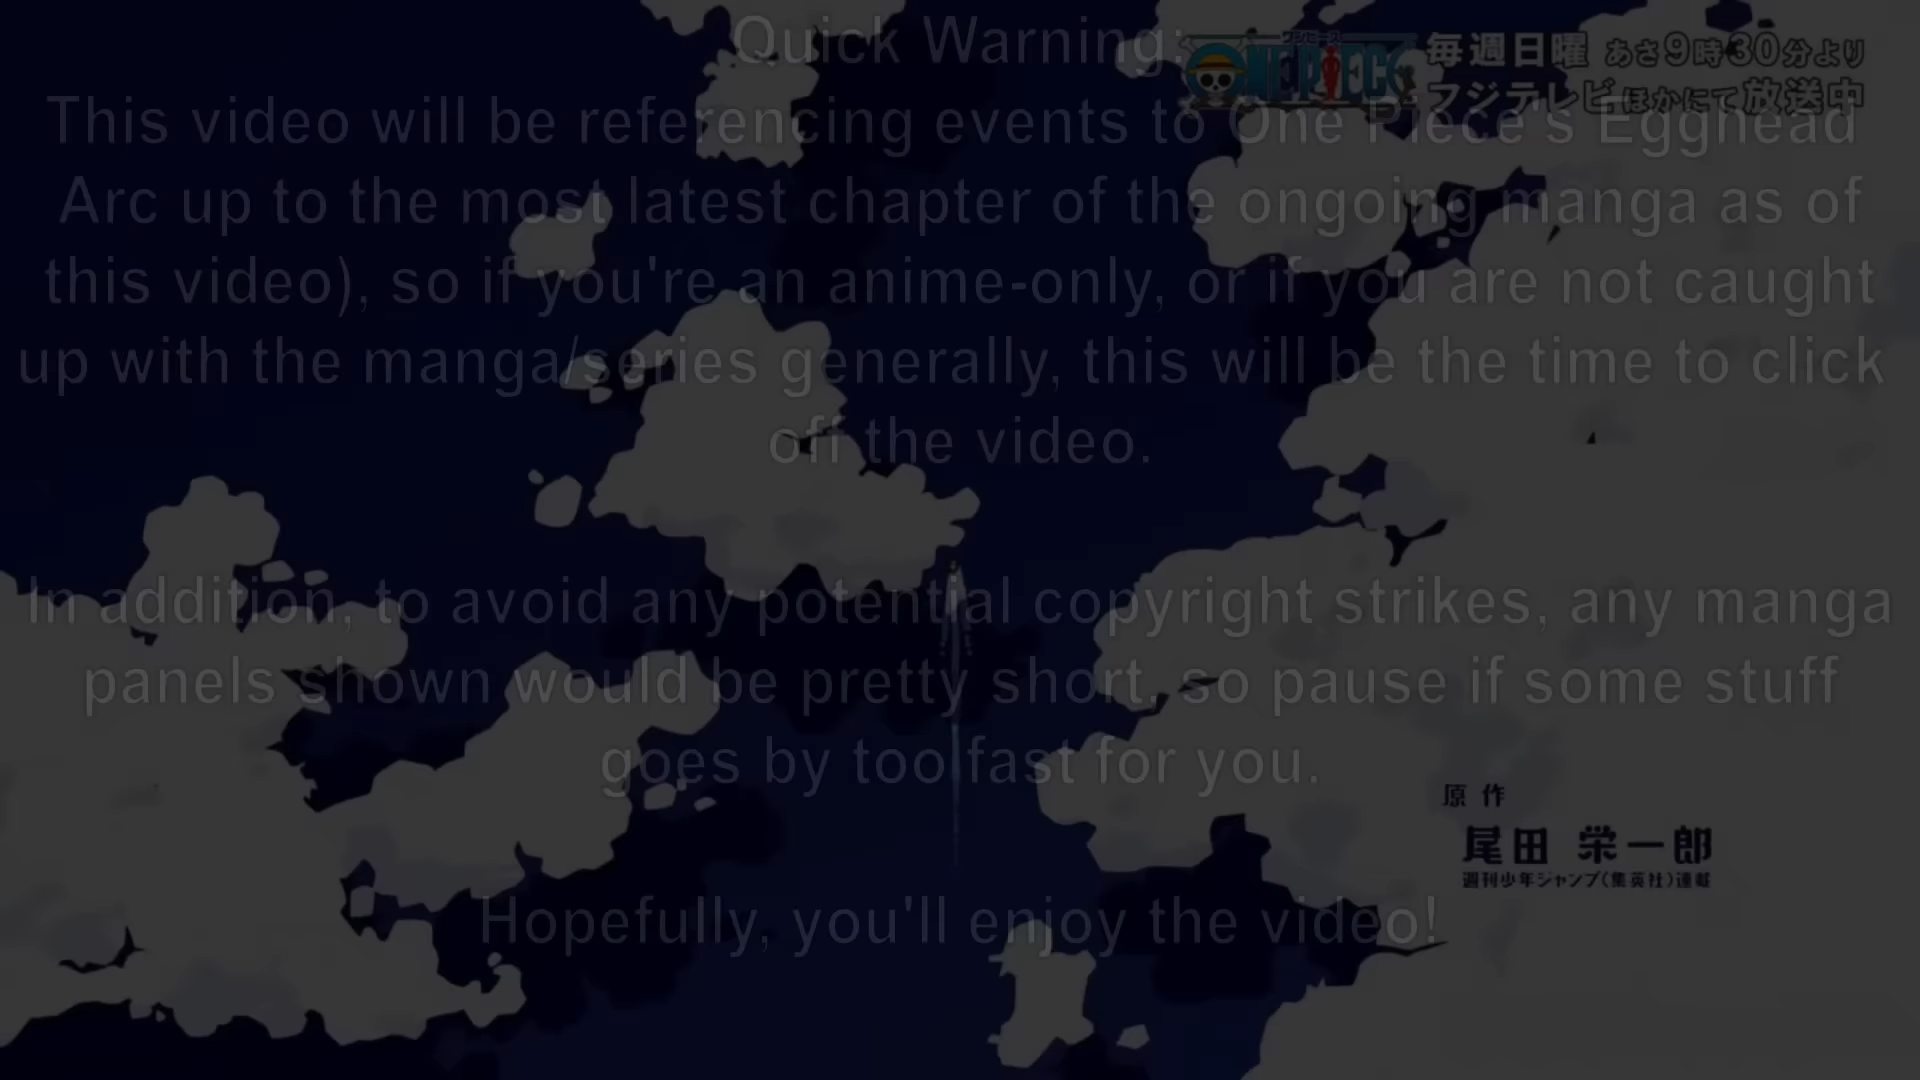 Quick Warning:
ワンピース
ONE PIECE
毎週日曜 あさ9時30分より
フジテレビほかにて放送中
This video will be referencing events to One Piece's Egghead
Arc up to the most latest chapter of the ongoing manga as of
this video), so if you're an anime-only, or if you are not caught
up with the manga/series generally, this will be the time to click
off the video.
In addition, to avoid any potential copyright strikes, any manga
panels shown would be pretty short, so pause if some stuff
goes by too fast for you.
原作
尾田 栄一郎
週刊少年ジャンプ(集英社)連載
Hopefully, you'll enjoy the video!